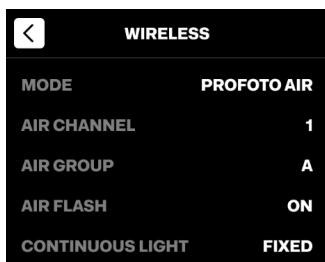 WIRELESS
MODE PROFOTO AIR
AIR CHANNEL 1
AIR GROUP A
AIR FLASH ON
CONTINUOUS LIGHT FIXED